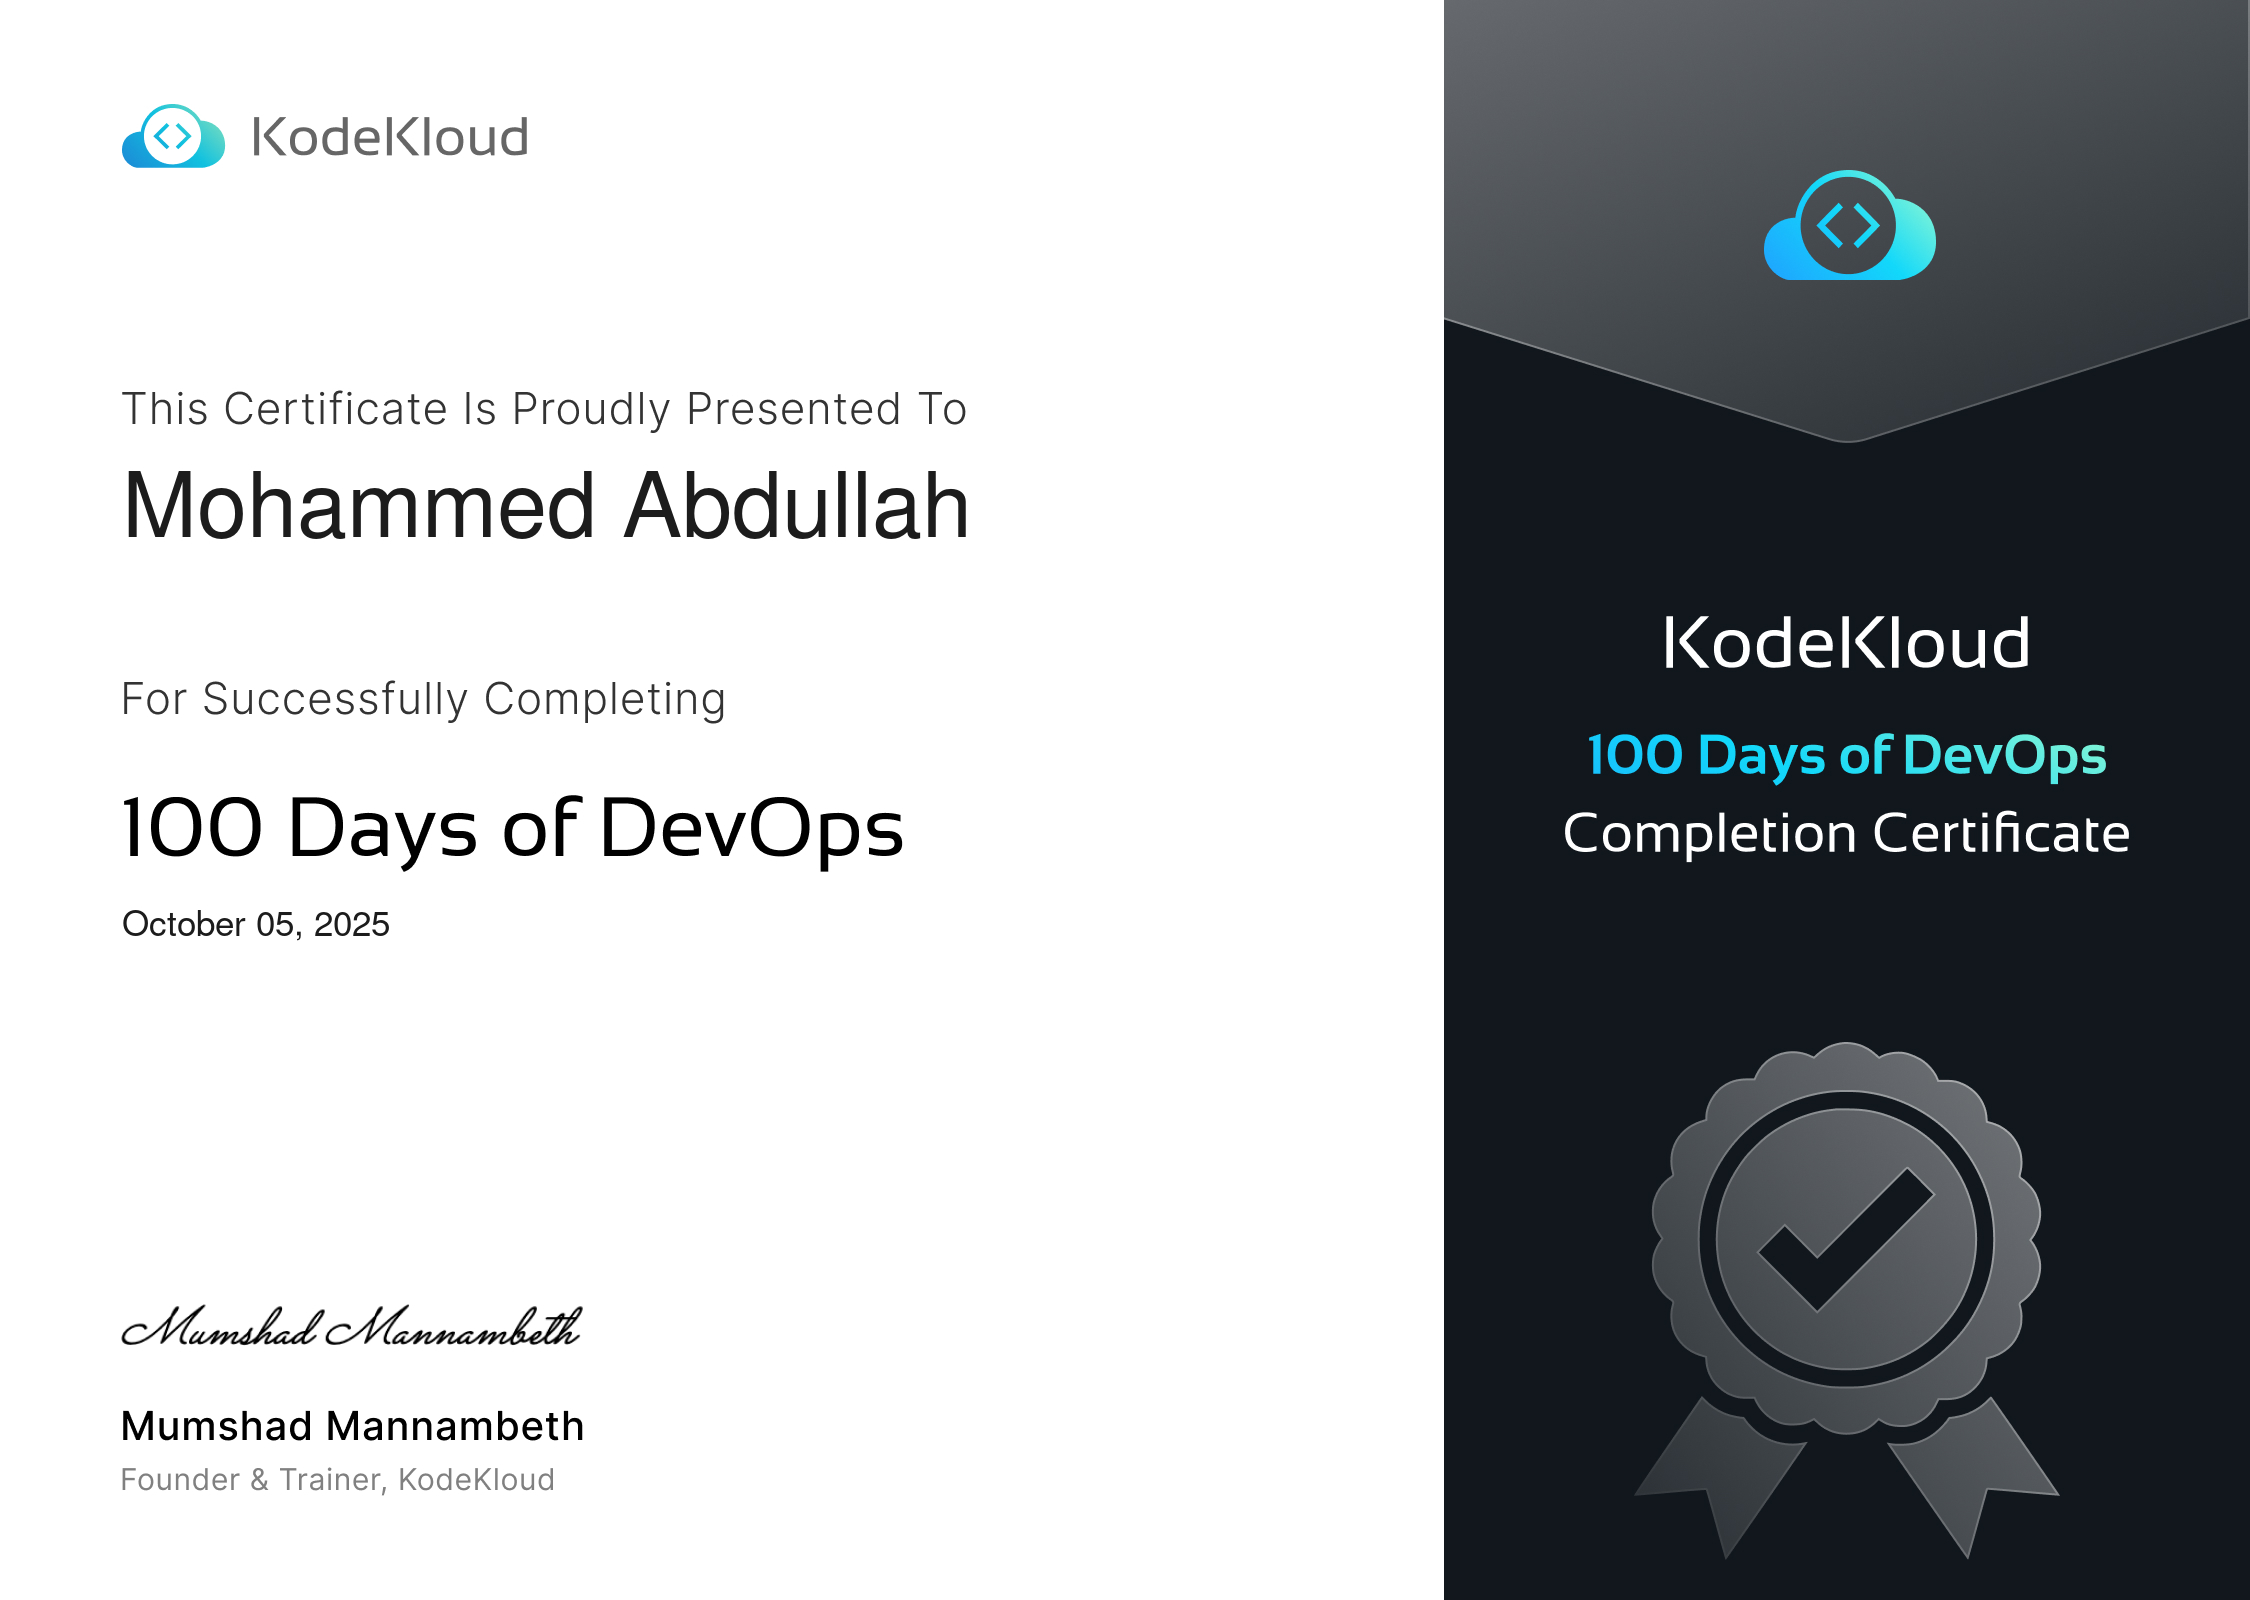 KodeKloud
This Certificate Is Proudly Presented To
Mohammed Abdullah
For Successfully Completing
100 Days of DevOps
October 05, 2025
Mumshad Mannambeth
Mumshad Mannambeth
Founder & Trainer, KodeKloud
KodeKloud
100 Days of DevOps
Completion Certificate